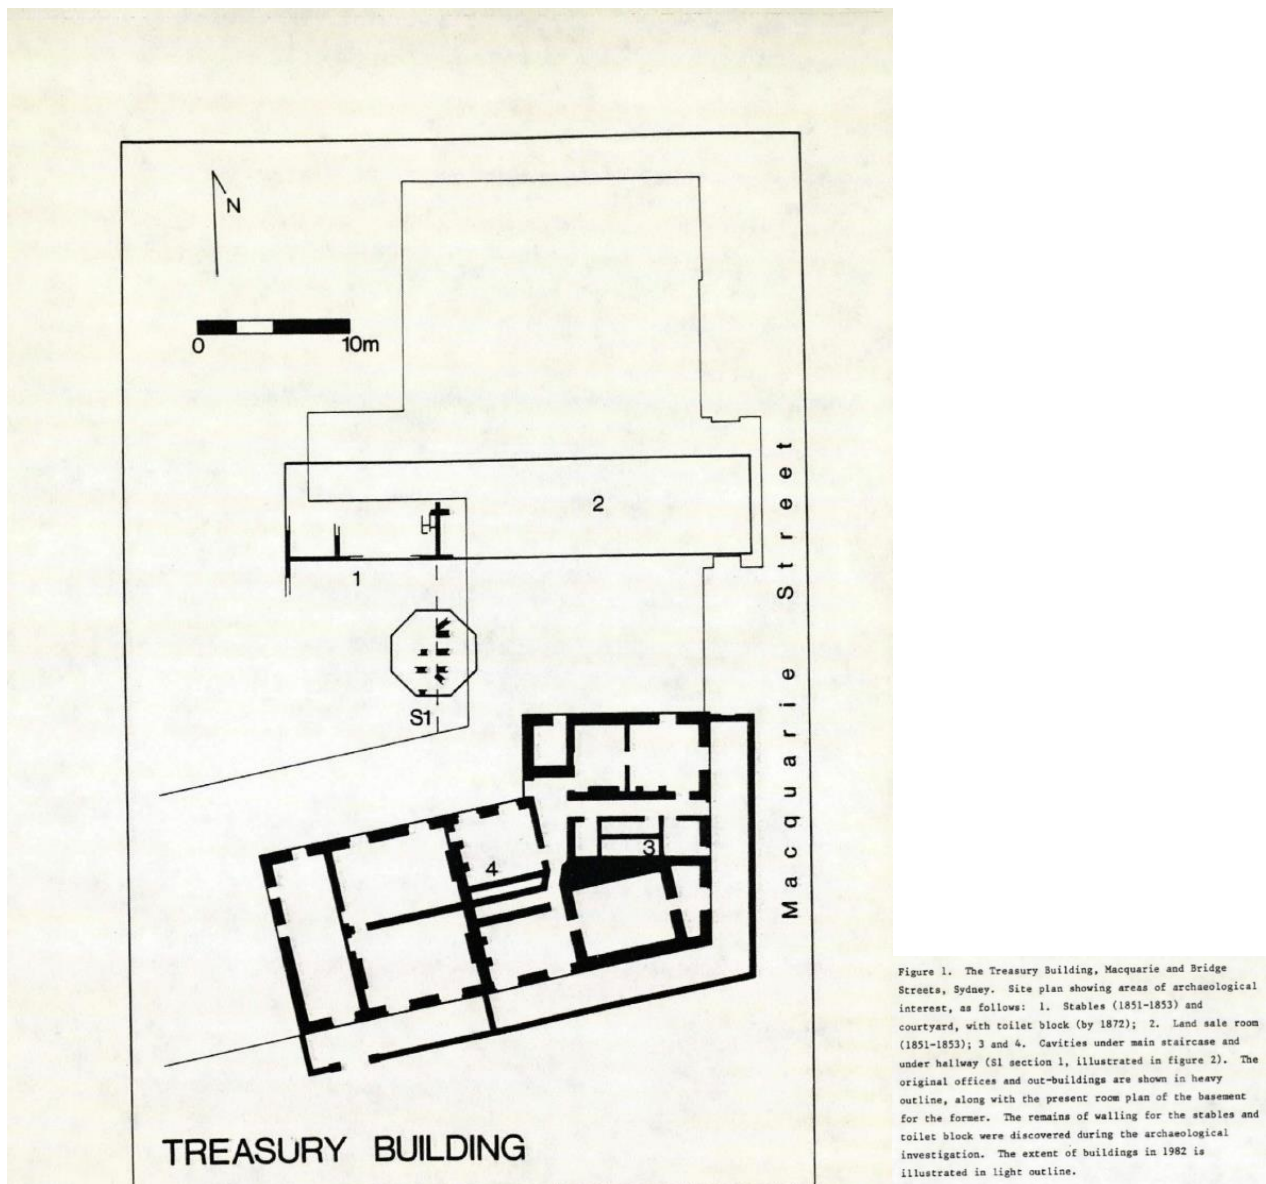 N
0 10m
2
1
S1
3
4
Macquarie Street
TREASURY BUILDING
Figure 1. The Treasury Building, Macquarie and Bridge
Streets, Sydney. Site plan showing areas of archaeological
interest, as follows: 1. Stables (1851-1853) and
courtyard, with toilet block (by 1872); 2. Land sale room
(1851-1853); 3 and 4. Cavities under main staircase and
under hallway (S1 section 1, illustrated in figure 2). The
original offices and out-buildings are shown in heavy
outline, along with the present room plan of the basement
for the former. The remains of walling for the stables and
toilet block were discovered during the archaeological
investigation. The extent of buildings in 1982 is
illustrated in light outline.